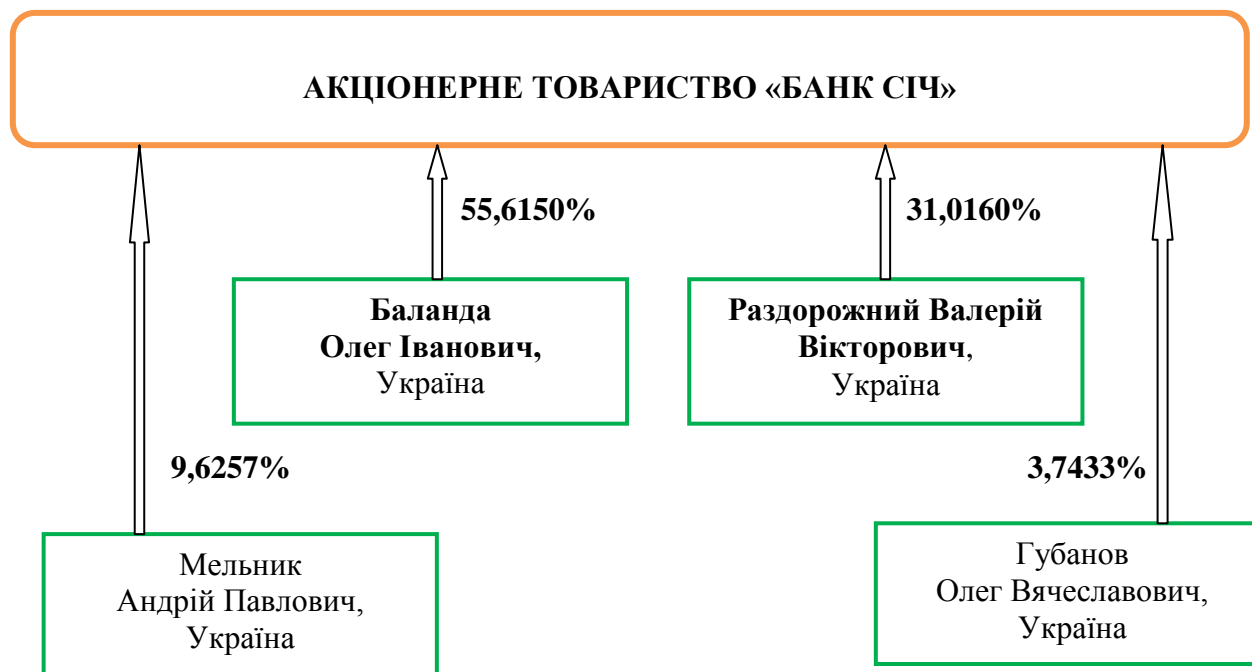 АКЦІОНЕРНЕ ТОВАРИСТВО «БАНК СІЧ»
55,6150%
31,0160%
Баланда
Олег Іванович,
Україна
Раздорожний Валерій
Вікторович,
Україна
9,6257%
3,7433%
Мельник
Андрій Павлович,
Україна
Губанов
Олег Вячеславович,
Україна